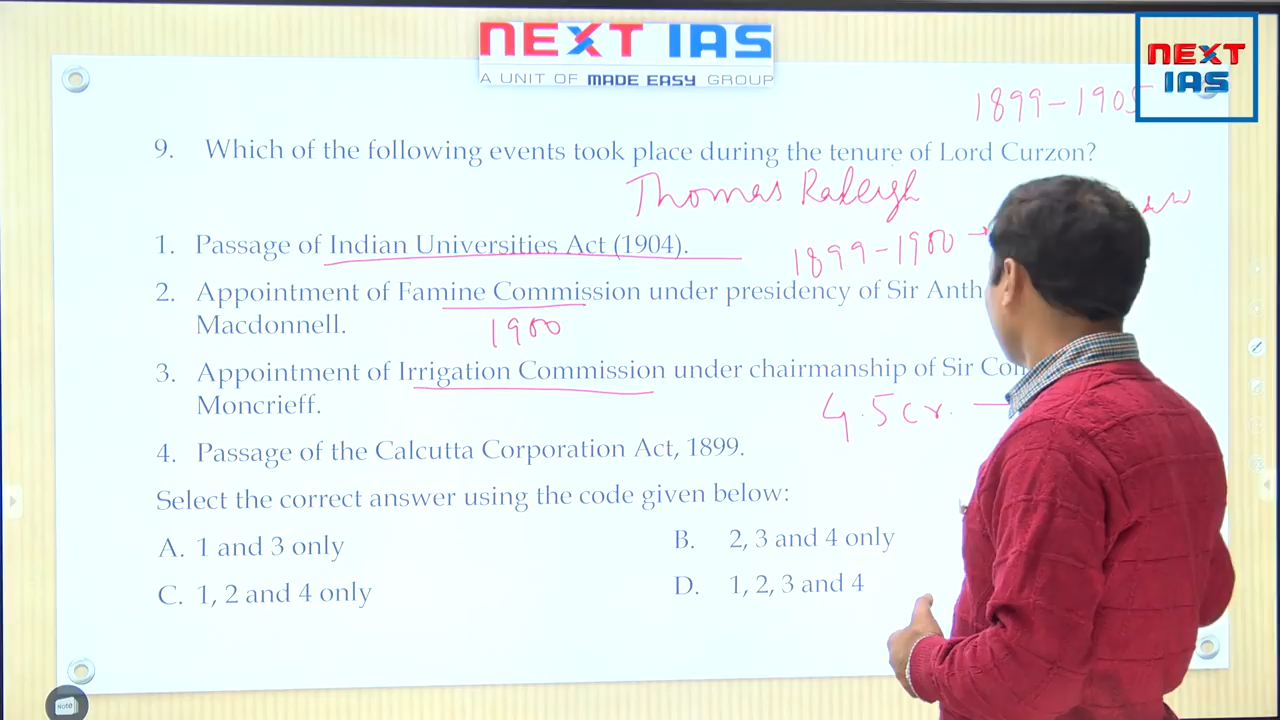 NEXT IAS
A UNIT OF MADE EASY GROUP
NEXT
IAS
1899-1905
9. Which of the following events took place during the tenure of Lord Curzon?
Thomas Raleigh
1. Passage of Indian Universities Act (1904).
1899-1900 →
2. Appointment of Famine Commission under presidency of Sir Anth
Macdonnell.
1900
3. Appointment of Irrigation Commission under chairmanship of Sir Col
Moncrieff.
4.5 cr.
4. Passage of the Calcutta Corporation Act, 1899.
Select the correct answer using the code given below:
A. 1 and 3 only
B. 2, 3 and 4 only
C. 1, 2 and 4 only
D. 1, 2, 3 and 4
Note